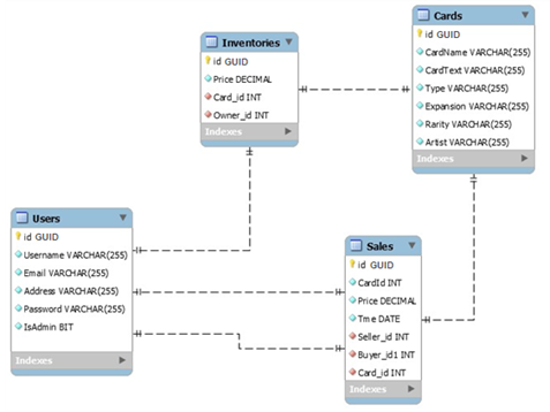 Inventories
id GUID
Price DECIMAL
Card_id INT
Owner_id INT
Indexes
Cards
id GUID
CardName VARCHAR(255)
CardText VARCHAR(255)
Type VARCHAR(255)
Expansion VARCHAR(255)
Rarity VARCHAR(255)
Artist VARCHAR(255)
Indexes
Users
id GUID
Username VARCHAR(255)
Email VARCHAR(255)
Address VARCHAR(255)
Password VARCHAR(255)
IsAdmin BIT
Indexes
Sales
id GUID
CardId INT
Price DECIMAL
Tme DATE
Seller_id INT
Buyer_id1 INT
Card_id INT
Indexes